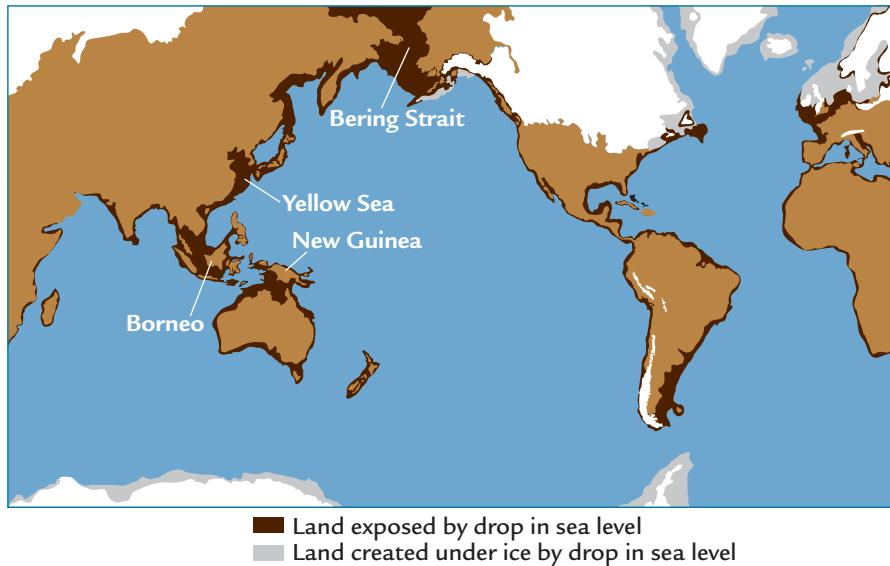 Bering Strait
Yellow Sea
New Guinea
Borneo
Land exposed by drop in sea level
Land created under ice by drop in sea level